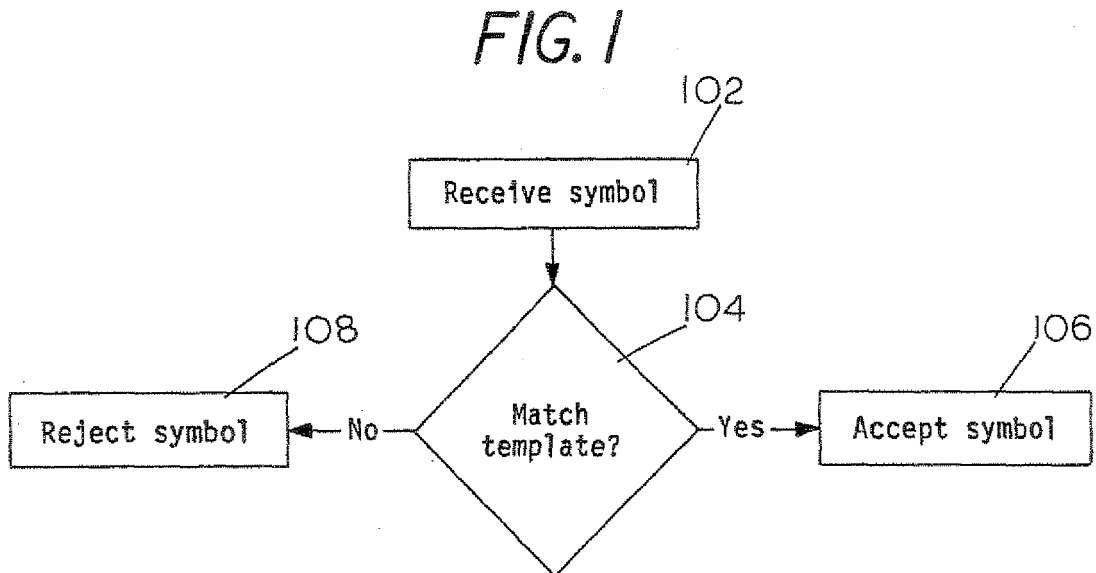 FIG. 1
102
Receive symbol
104
108
106
Reject symbol
No
Match
template?
Yes
Accept symbol